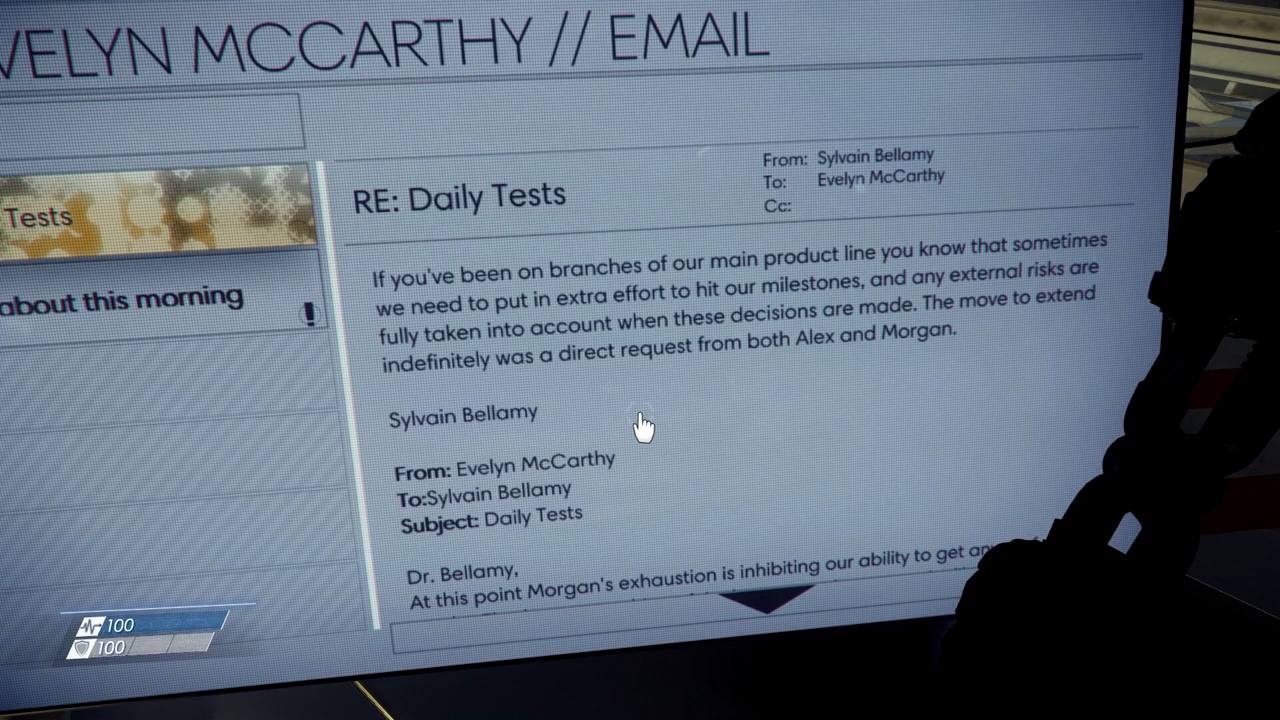 VELYN MCCARTHY // EMAIL
Tests
about this morning
RE: Daily Tests
From: Sylvain Bellamy
To: Evelyn McCarthy
Cc:
If you've been on branches of our main product line you know that sometimes
we need to put in extra effort to hit our milestones, and any external risks are
fully taken into account when these decisions are made. The move to extend
indefinitely was a direct request from both Alex and Morgan.
Sylvain Bellamy
From: Evelyn McCarthy
To:Sylvain Bellamy
Subject: Daily Tests
Dr. Bellamy,
At this point Morgan's exhaustion is inhibiting our ability to get
100
100